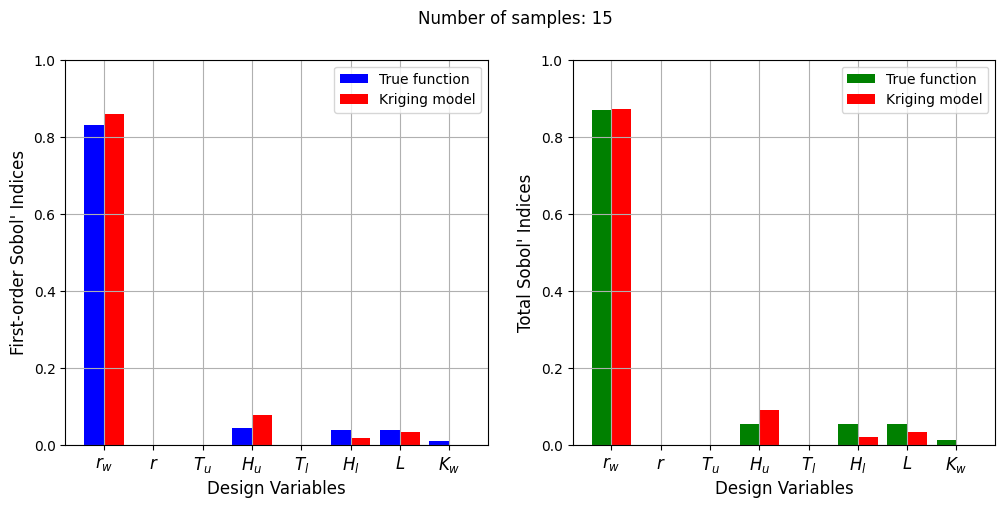 Number of samples: 15
1.0
0.8
0.6
0.4
0.2
0.0
First-order Sobol' Indices
True function
Kriging model
r_w r T_u H_u T_l H_l L K_w
Design Variables
1.0
0.8
0.6
0.4
0.2
0.0
Total Sobol' Indices
True function
Kriging model
r_w r T_u H_u T_l H_l L K_w
Design Variables